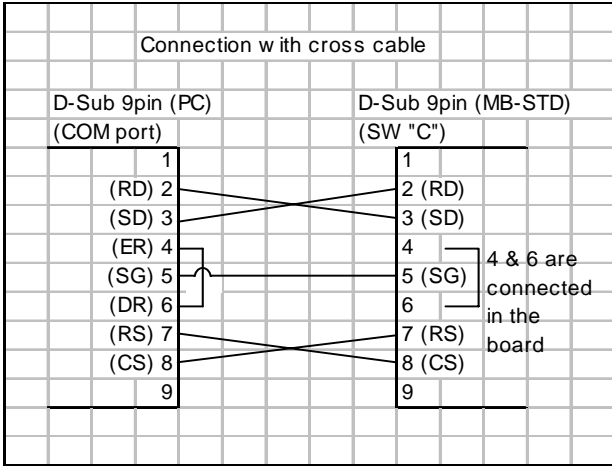 Connection with cross cable
D-Sub 9pin (PC)
(COM port)
D-Sub 9pin (MB-STD)
(SW "C")
1
(RD) 2
(SD) 3
(ER) 4
(SG) 5
(DR) 6
(RS) 7
(CS) 8
9
1
2 (RD)
3 (SD)
4
5 (SG)
6
7 (RS)
8 (CS)
9
4 & 6 are
connected
in the
board